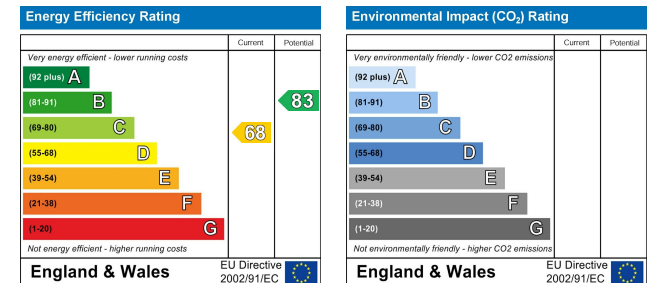 Energy Efficiency Rating
Current Potential
Very energy efficient - lower running costs
(92 plus) A
(81-91) B
83
(69-80) C
68
(55-68) D
(39-54) E
(21-38) F
(1-20) G
Not energy efficient - higher running costs
England & Wales
EU Directive
2002/91/EC
Environmental Impact (CO₂) Rating
Current Potential
Very environmentally friendly - lower CO2 emissions
(92 plus) A
(81-91) B
(69-80) C
(55-68) D
(39-54) E
(21-38) F
(1-20) G
Not environmentally friendly - higher CO2 emissions
England & Wales
EU Directive
2002/91/EC